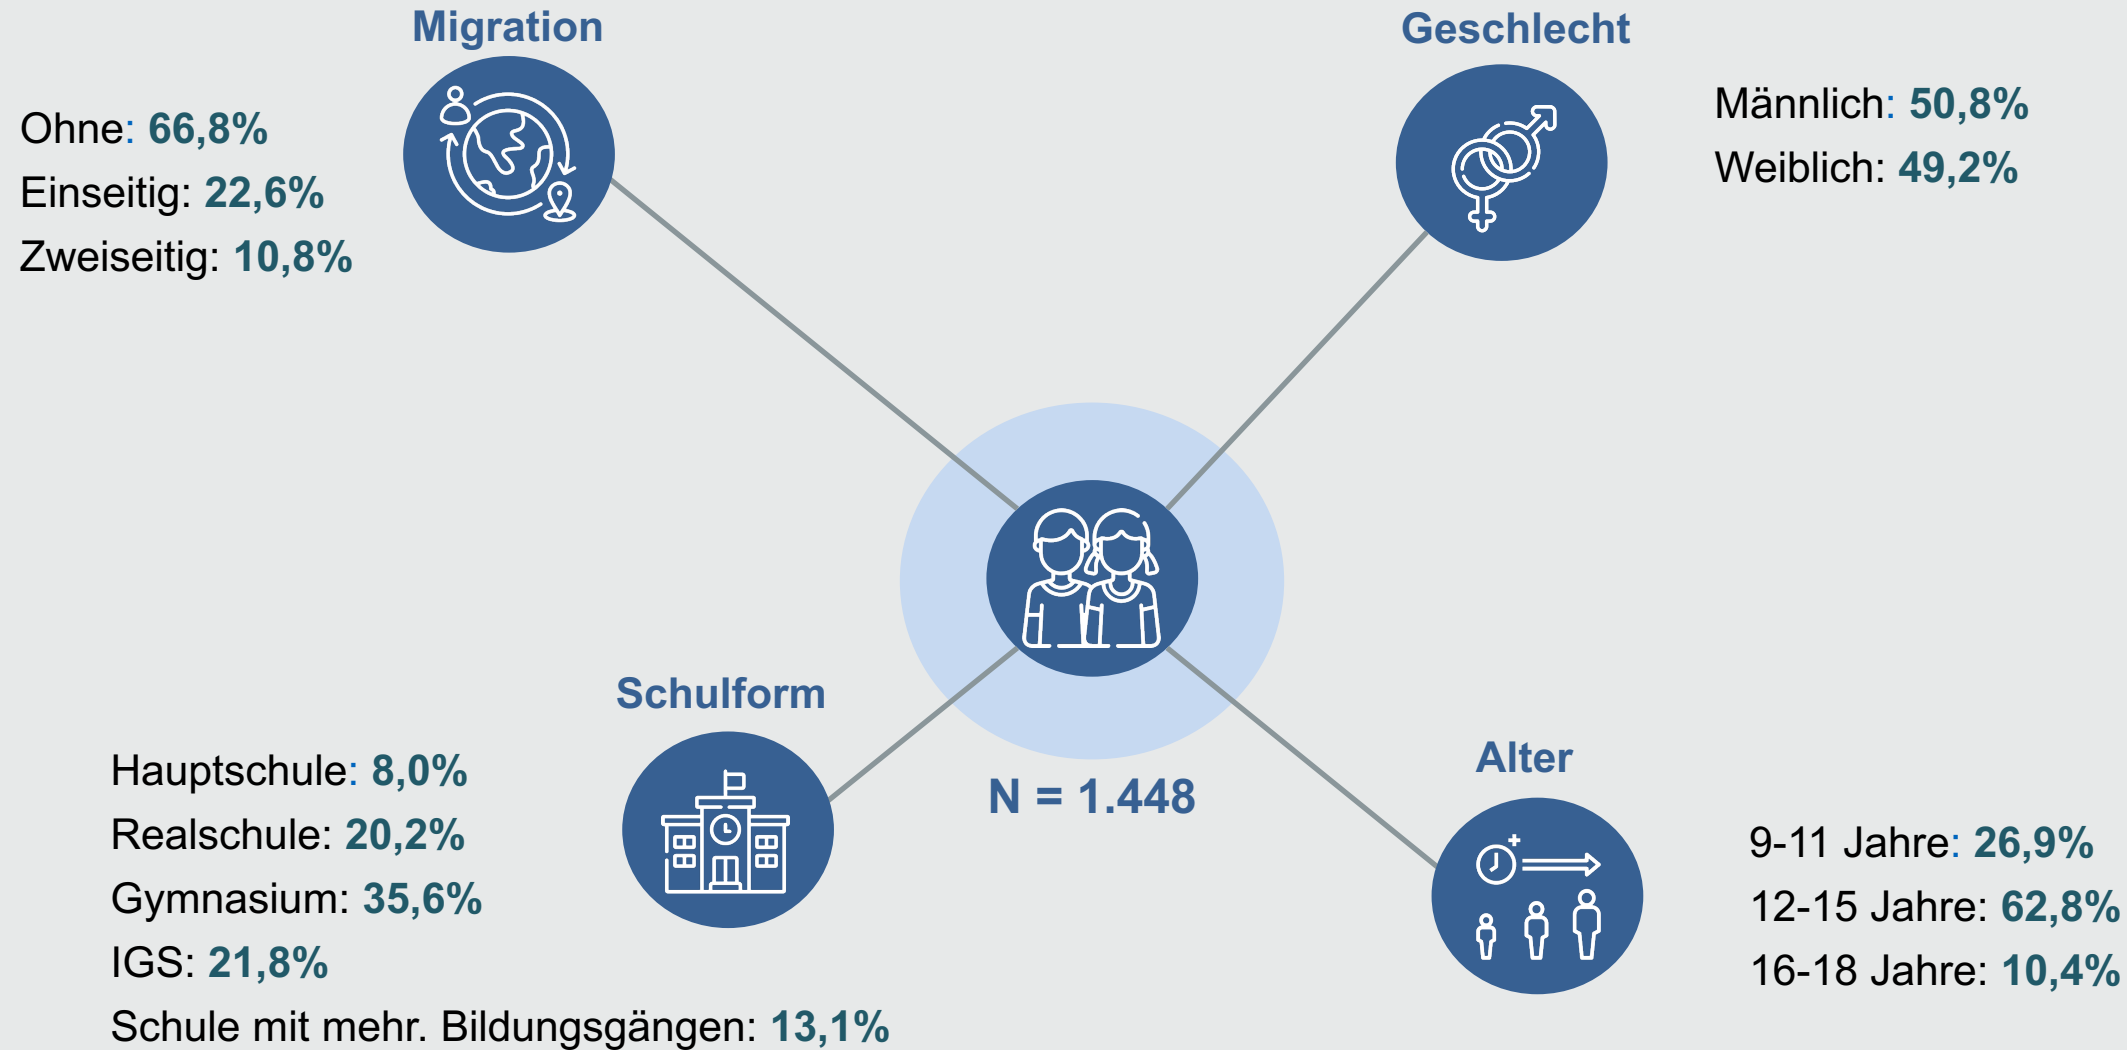 Migration
Ohne: 66,8%
Einseitig: 22,6%
Zweiseitig: 10,8%
Geschlecht
Männlich: 50,8%
Weiblich: 49,2%
N = 1.448
Schulform
Hauptschule: 8,0%
Realschule: 20,2%
Gymnasium: 35,6%
IGS: 21,8%
Schule mit mehr. Bildungsgängen: 13,1%
Alter
9-11 Jahre: 26,9%
12-15 Jahre: 62,8%
16-18 Jahre: 10,4%